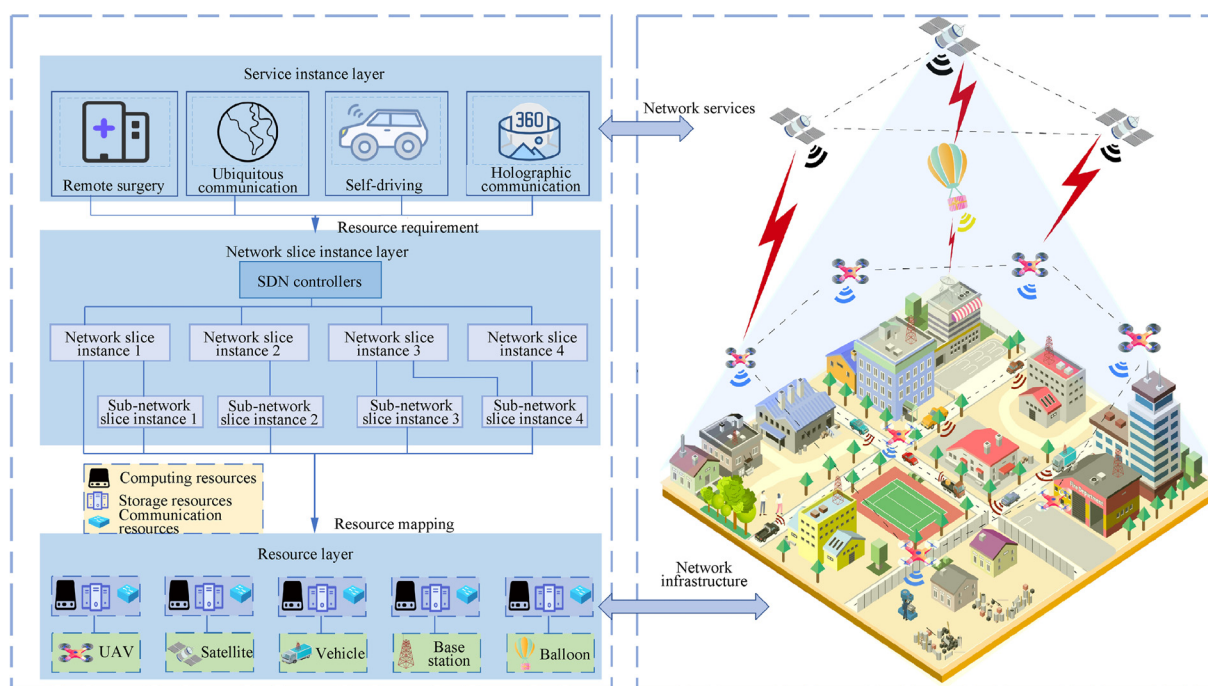 Service instance layer
360
Remote surgery
Ubiquitous
communication
Self-driving
Holographic
communication
Network services
Resource requirement
Network slice instance layer
SDN controllers
Network slice
instance 1
Network slice
instance 2
Network slice
instance 3
Network slice
instance 4
Sub-network
slice instance 1
Sub-network
slice instance 2
Sub-network
slice instance 3
Sub-network
slice instance 4
Computing resources
Storage resources
Communication
resources
Resource mapping
Resource layer
UAV
Satellite
Vehicle
Base
station
Balloon
Network
infrastructure